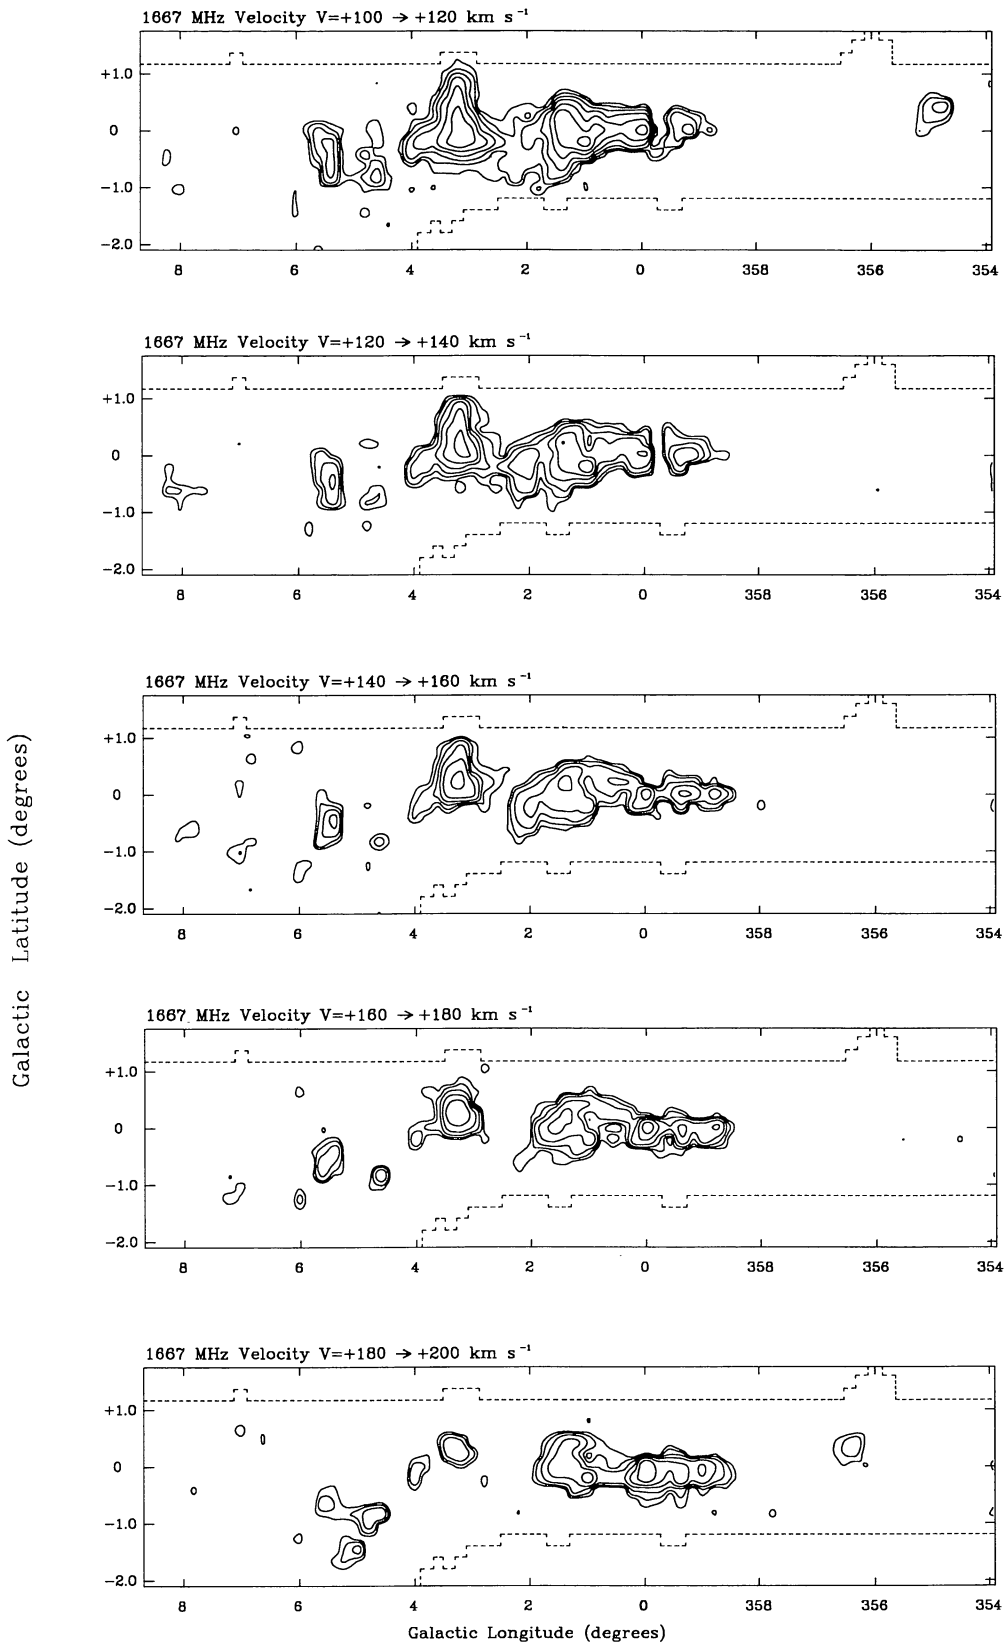 1667 MHz Velocity V=+100 → +120 km s⁻¹
+1.0
0
−1.0
−2.0
8 6 4 2 0 358 356 354
1667 MHz Velocity V=+120 → +140 km s⁻¹
+1.0
0
−1.0
−2.0
8 6 4 2 0 358 356 354
1667 MHz Velocity V=+140 → +160 km s⁻¹
+1.0
0
−1.0
−2.0
8 6 4 2 0 358 356 354
Galactic Latitude (degrees)
1667 MHz Velocity V=+160 → +180 km s⁻¹
+1.0
0
−1.0
−2.0
8 6 4 2 0 358 356 354
1667 MHz Velocity V=+180 → +200 km s⁻¹
+1.0
0
−1.0
−2.0
8 6 4 2 0 358 356 354
Galactic Longitude (degrees)